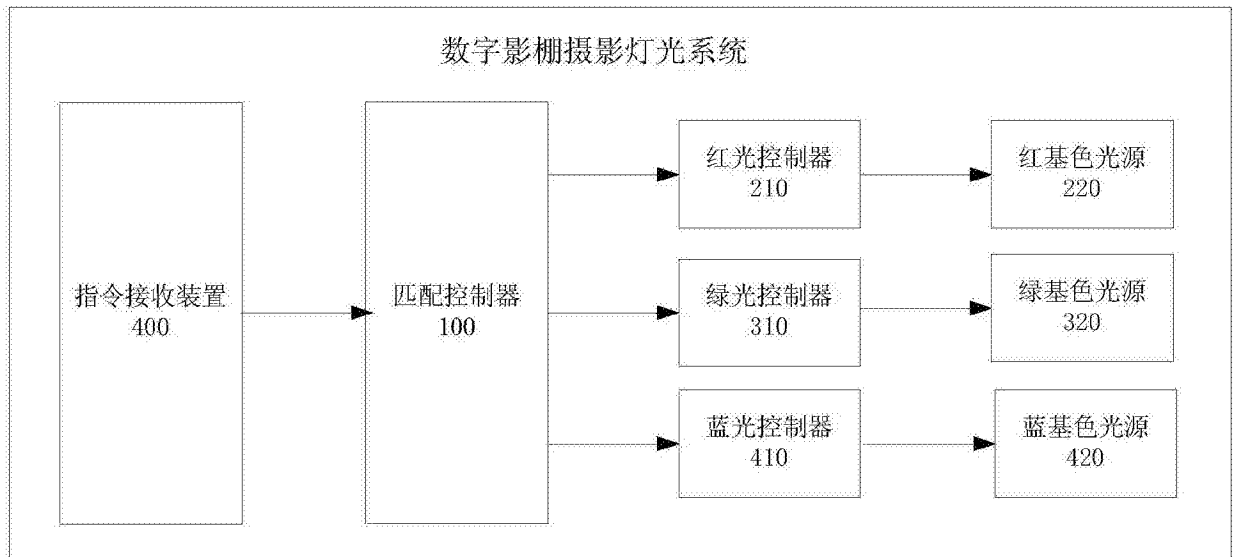 数字影棚摄影灯光系统
指令接收装置
400
匹配控制器
100
红光控制器
210
红基色光源
220
绿光控制器
310
绿基色光源
320
蓝光控制器
410
蓝基色光源
420